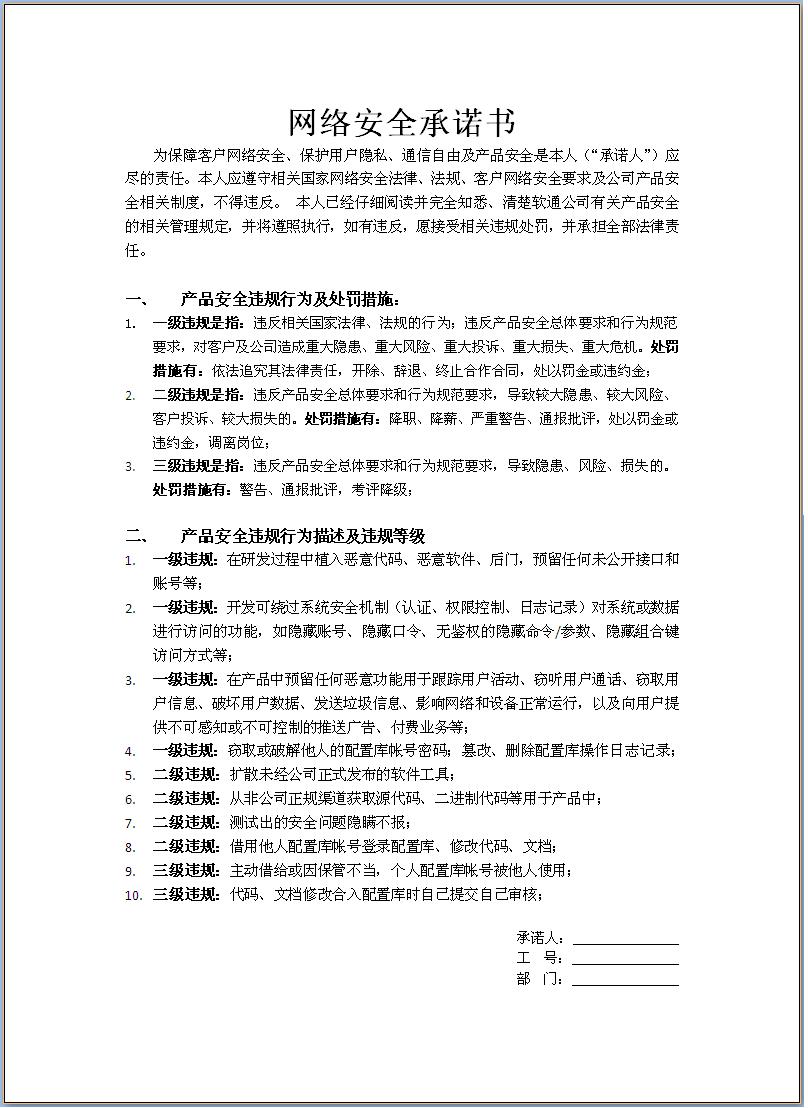 网络安全承诺书
为保障客户网络安全、保护用户隐私、通信自由及产品安全是本人（“承诺人”）应
尽的责任。本人应遵守相关国家网络安全法律、法规、客户网络安全要求及公司产品安
全相关制度，不得违反。 本人已经仔细阅读并完全知悉、清楚软通公司有关产品安全
的相关管理规定，并将遵照执行，如有违反，愿接受相关违规处罚，并承担全部法律责
任。
一、 产品安全违规行为及处罚措施：
1. 一级违规是指：违反相关国家法律、法规的行为；违反产品安全总体要求和行为规范
要求，对客户及公司造成重大隐患、重大风险、重大投诉、重大损失、重大危机。处罚
措施有：依法追究其法律责任，开除、辞退、终止合作合同，处以罚金或违约金；
2. 二级违规是指：违反产品安全总体要求和行为规范要求，导致较大隐患、较大风险、
客户投诉、较大损失的。处罚措施有：降职、降薪、严重警告、通报批评，处以罚金或
违约金，调离岗位；
3. 三级违规是指：违反产品安全总体要求和行为规范要求，导致隐患、风险、损失的。
处罚措施有：警告、通报批评，考评降级；
二、 产品安全违规行为描述及违规等级
1. 一级违规：在研发过程中植入恶意代码、恶意软件、后门，预留任何未公开接口和
账号等；
2. 一级违规：开发可绕过系统安全机制（认证、权限控制、日志记录）对系统或数据
进行访问的功能，如隐藏账号、隐藏口令、无鉴权的隐藏命令/参数、隐藏组合键
访问方式等；
3. 一级违规：在产品中预留任何恶意功能用于跟踪用户活动、窃听用户通话、窃取用
户信息、破坏用户数据、发送垃圾信息、影响网络和设备正常运行，以及向用户提
供不可感知或不可控制的推送广告、付费业务等；
4. 一级违规：窃取或破解他人的配置库帐号密码；篡改、删除配置库操作日志记录；
5. 二级违规：扩散未经公司正式发布的软件工具；
6. 二级违规：从非公司正规渠道获取源代码、二进制代码等用于产品中；
7. 二级违规：测试出的安全问题隐瞒不报；
8. 二级违规：借用他人配置库帐号登录配置库、修改代码、文档；
9. 三级违规：主动借给或因保管不当，个人配置库帐号被他人使用；
10. 三级违规：代码、文档修改合入配置库时自己提交自己审核；
承诺人：
工 号：
部 门：